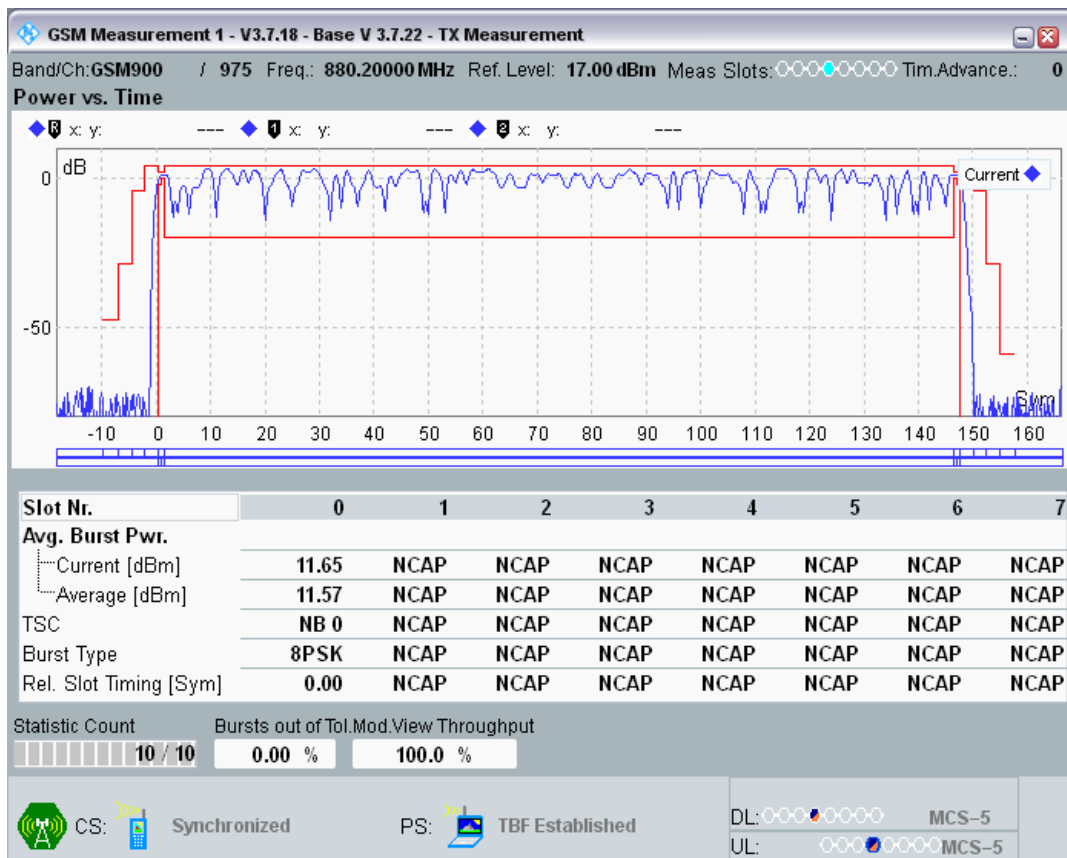 GSM Measurement 1 - V3.7.18 - Base V 3.7.22 - TX Measurement
Band/Ch:GSM900 / 975 Freq.: 880.20000 MHz Ref. Level: 17.00 dBm Meas Slots: Tim.Advance.: 0
Power vs. Time
R x: y: --- 1 x: y: --- 2 x: y: ---
dB
Current
0
-50
Sym
-10 0 10 20 30 40 50 60 70 80 90 100 110 120 130 140 150 160
Slot Nr. 0 1 2 3 4 5 6 7
Avg. Burst Pwr.
Current [dBm] 11.65 NCAP NCAP NCAP NCAP NCAP NCAP NCAP
Average [dBm] 11.57 NCAP NCAP NCAP NCAP NCAP NCAP NCAP
TSC NB 0 NCAP NCAP NCAP NCAP NCAP NCAP NCAP
Burst Type 8PSK NCAP NCAP NCAP NCAP NCAP NCAP NCAP
Rel. Slot Timing [Sym] 0.00 NCAP NCAP NCAP NCAP NCAP NCAP NCAP
Statistic Count Bursts out of Tol.Mod.View Throughput
10 / 10 0.00 % 100.0 %
CS: Synchronized PS: TBF Established DL: MCS-5
UL: MCS-5